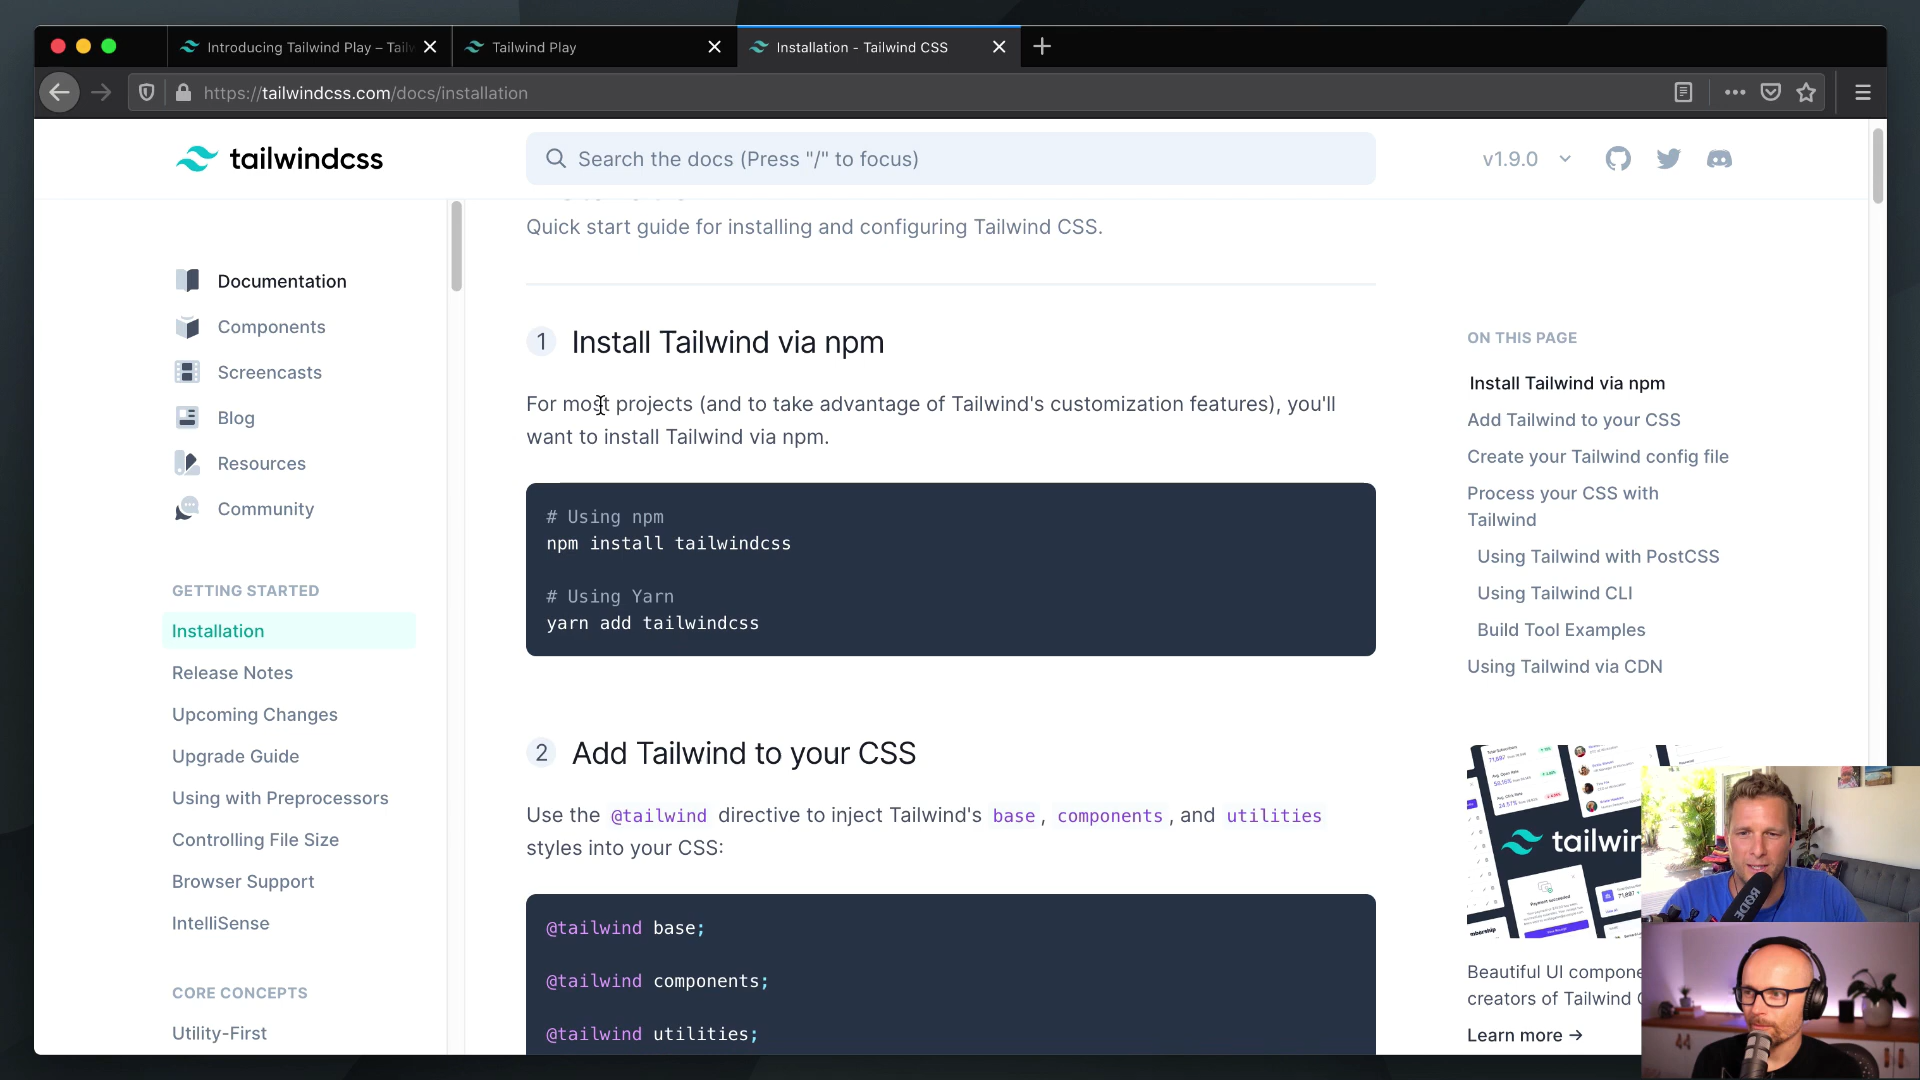 Introducing Tailwind Play – Tailw
Tailwind Play
Installation - Tailwind CSS
https://tailwindcss.com/docs/installation
tailwindcss
Search the docs (Press "/" to focus)
v1.9.0
Documentation
Components
Screencasts
Blog
Resources
Community
GETTING STARTED
Installation
Release Notes
Upcoming Changes
Upgrade Guide
Using with Preprocessors
Controlling File Size
Browser Support
IntelliSense
CORE CONCEPTS
Utility-First
Quick start guide for installing and configuring Tailwind CSS.
1 Install Tailwind via npm
For most projects (and to take advantage of Tailwind's customization features), you'll
want to install Tailwind via npm.
# Using npm
npm install tailwindcss
# Using Yarn
yarn add tailwindcss
2 Add Tailwind to your CSS
Use the @tailwind directive to inject Tailwind's base, components, and utilities
styles into your CSS:
@tailwind base;
@tailwind components;
@tailwind utilities;
ON THIS PAGE
Install Tailwind via npm
Add Tailwind to your CSS
Create your Tailwind config file
Process your CSS with
Tailwind
Using Tailwind with PostCSS
Using Tailwind CLI
Build Tool Examples
Using Tailwind via CDN
tailwin
Payment succeeded
Beautiful UI compone
creators of Tailwind
Learn more →
RØDE